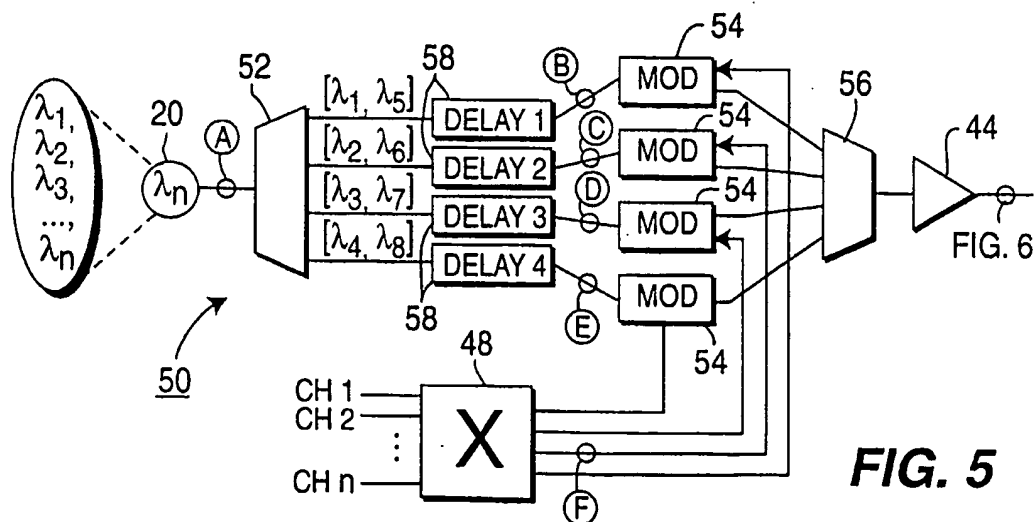 54
52
B
MOD
56
λ1,
λ2,
λ3,
...,
λn
20
A
[λ1, λ5]
58
DELAY 1
54
44
λn
[λ2, λ6]
DELAY 2
C
MOD
[λ3, λ7]
D
54
DELAY 3
MOD
[λ4, λ8]
DELAY 4
FIG. 6
58
E
MOD
50
48
54
CH 1
CH 2
⋮
CH n
X
F
FIG. 5